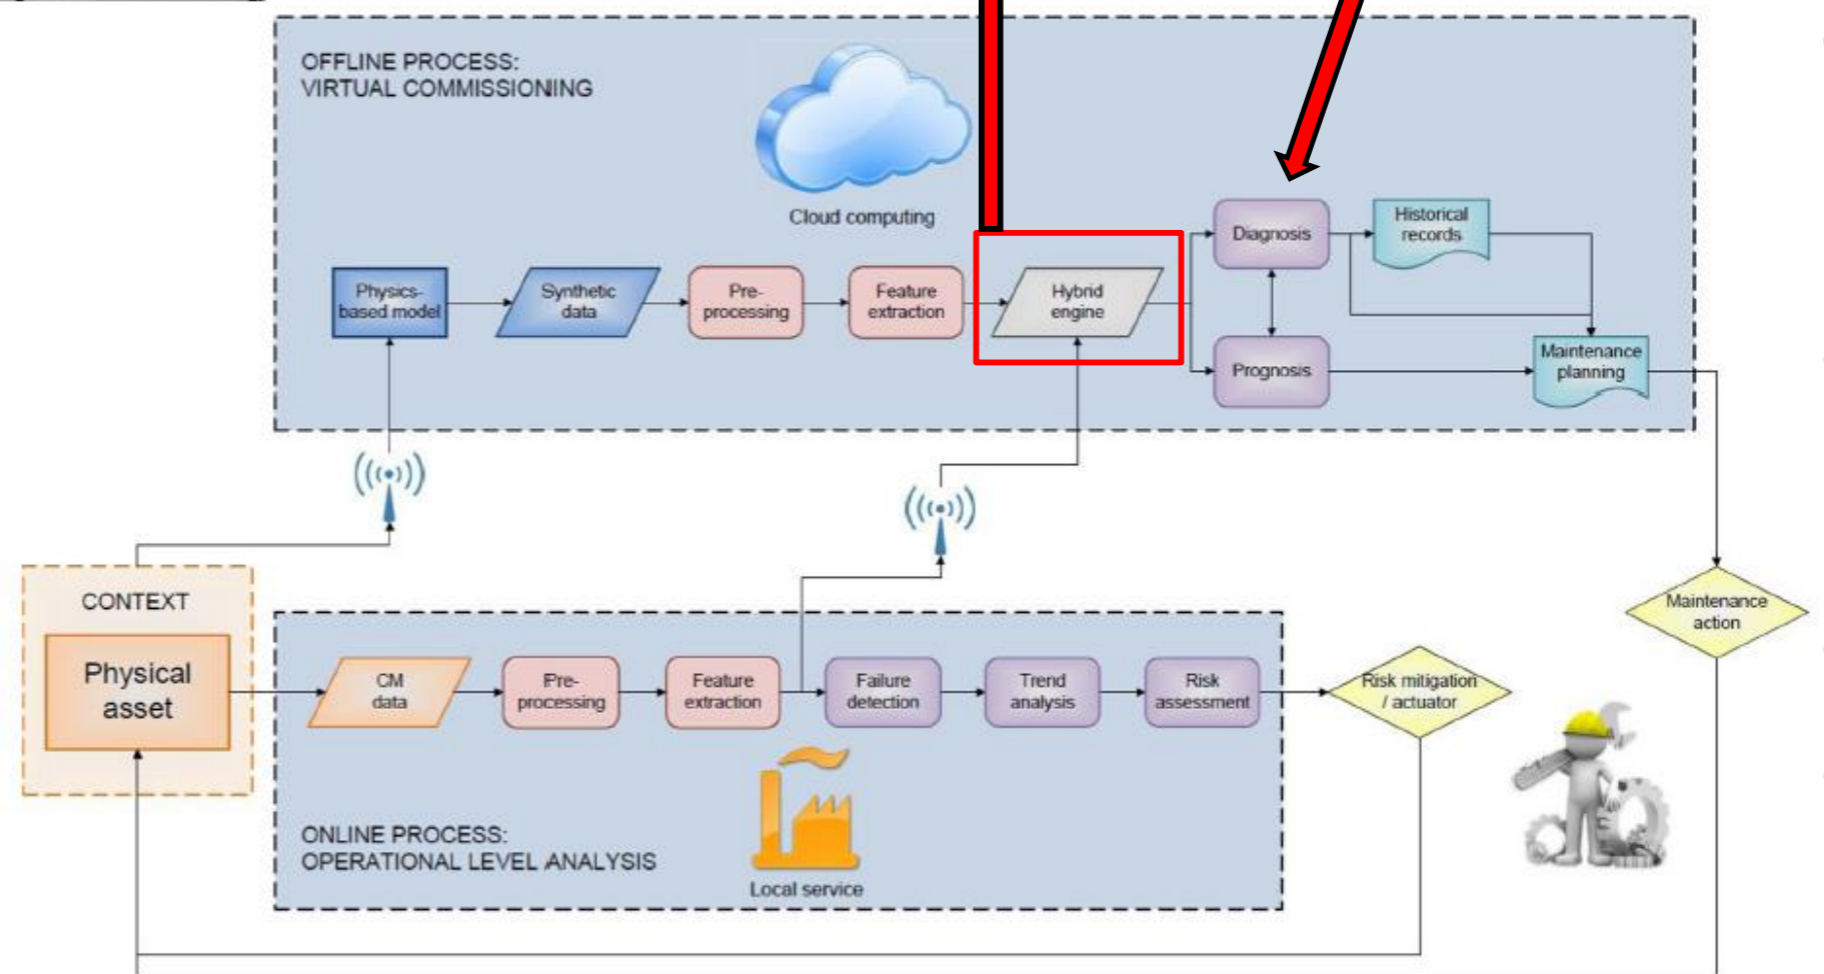 OFFLINE PROCESS:
VIRTUAL COMMISSIONING
Cloud computing
Physics-
based model
Synthetic
data
Pre-
processing
Feature
extraction
Hybrid
engine
Diagnosis
Historical
records
Prognosis
Maintenance
planning
CONTEXT
Physical
asset
CM
data
Pre-
processing
Feature
extraction
Failure
detection
Trend
analysis
Risk
assessment
Risk mitigation
/ actuator
Maintenance
action
ONLINE PROCESS:
OPERATIONAL LEVEL ANALYSIS
Local service